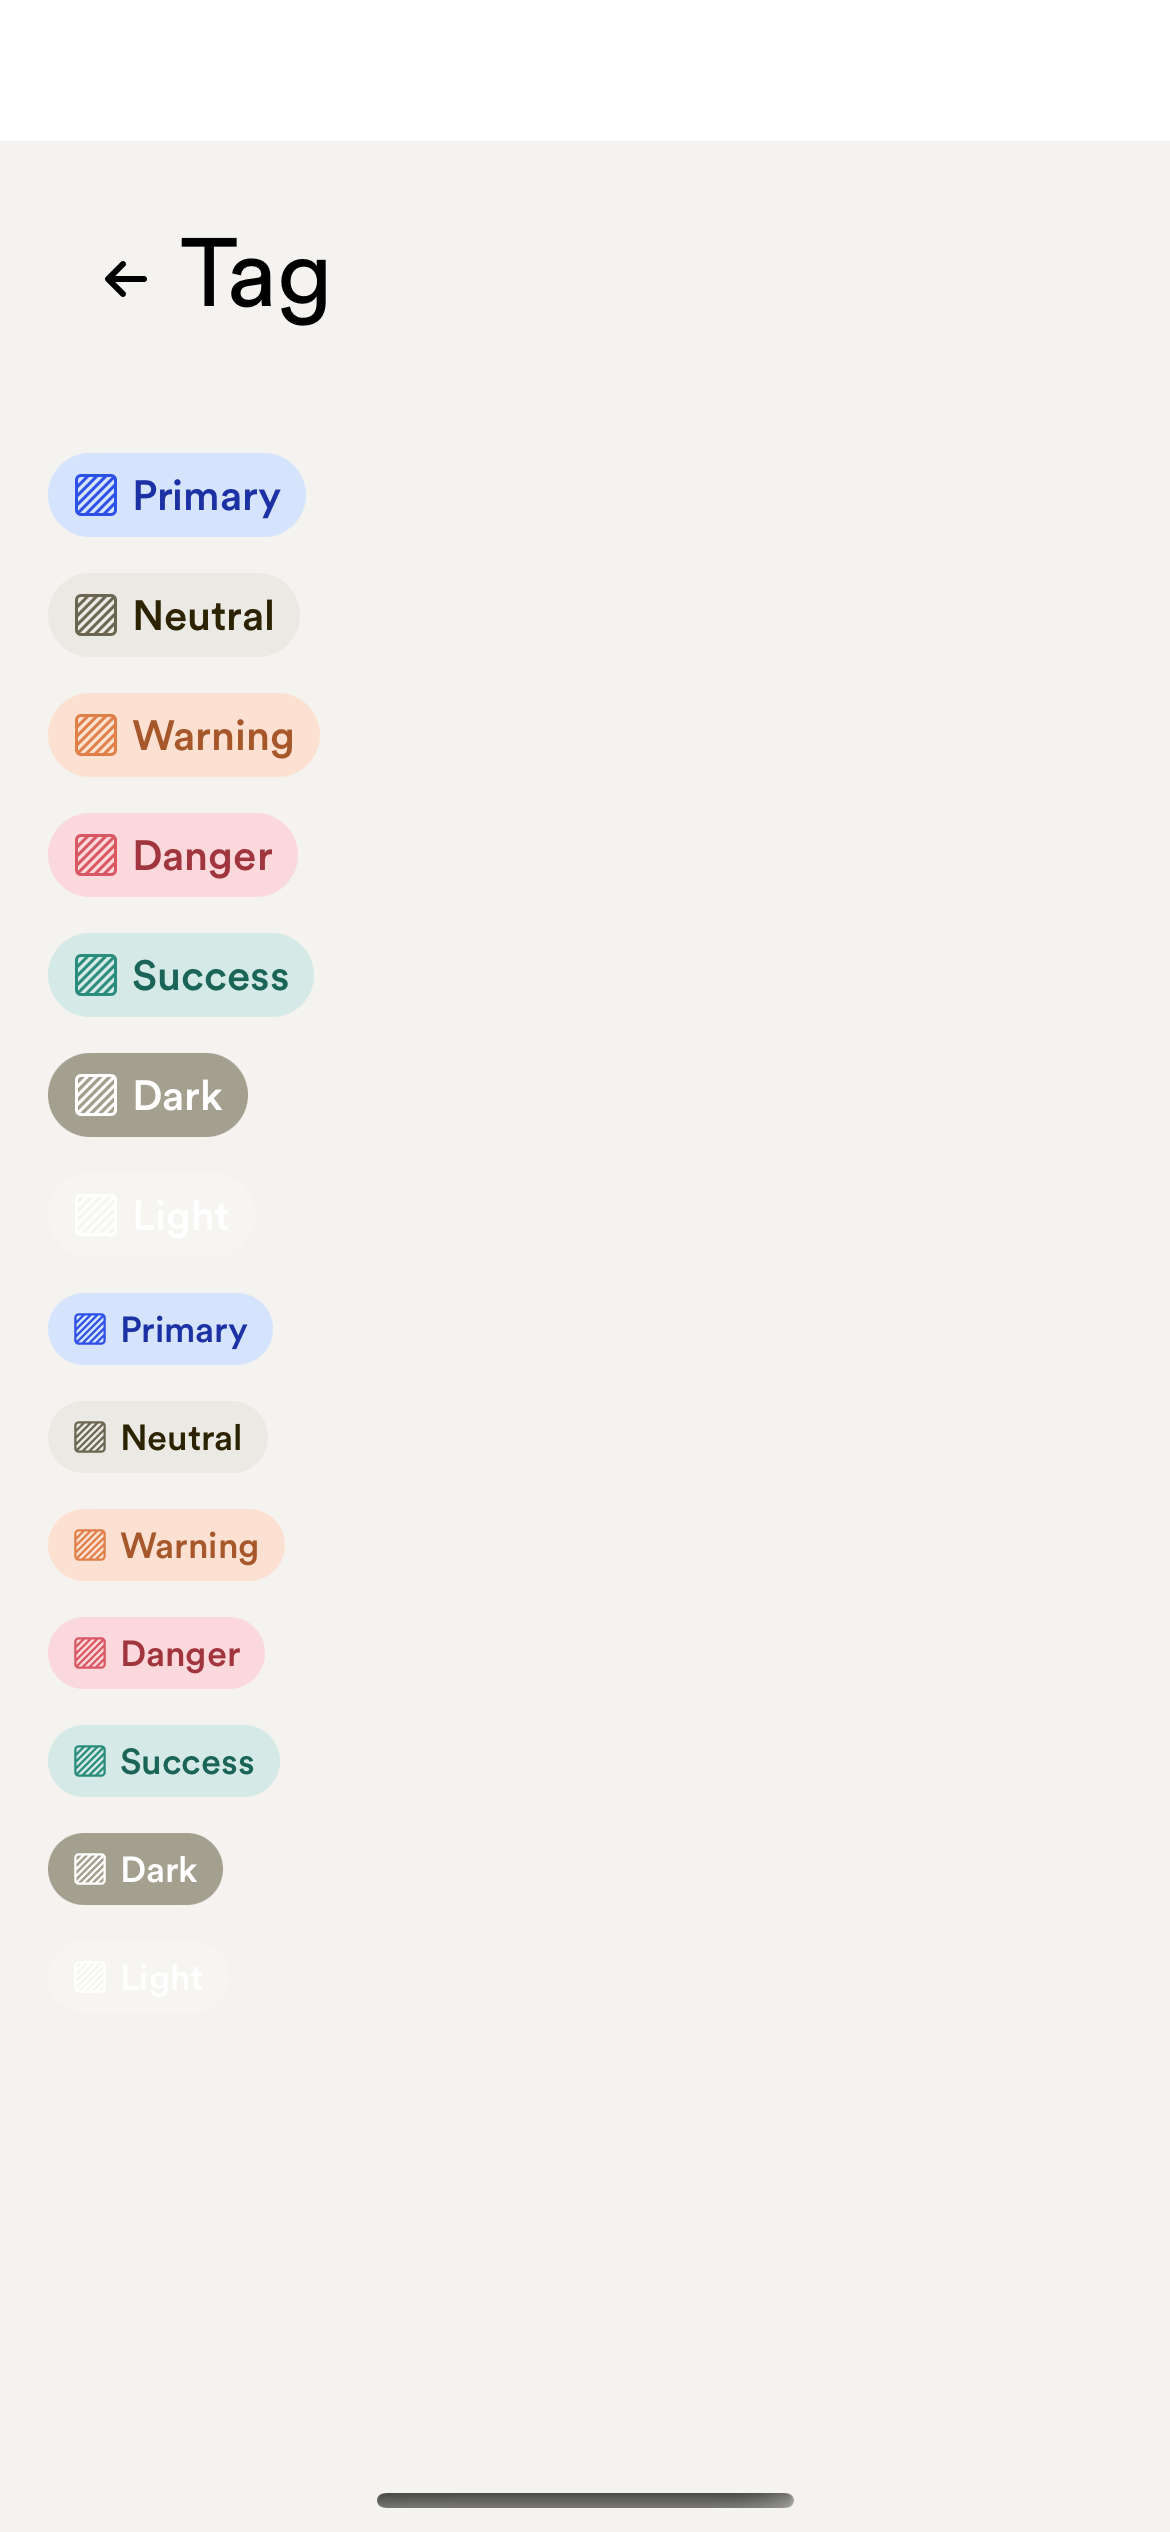 Tag
Primary
Neutral
Warning
Danger
Success
Dark
Light
Primary
Neutral
Warning
Danger
Success
Dark
Light